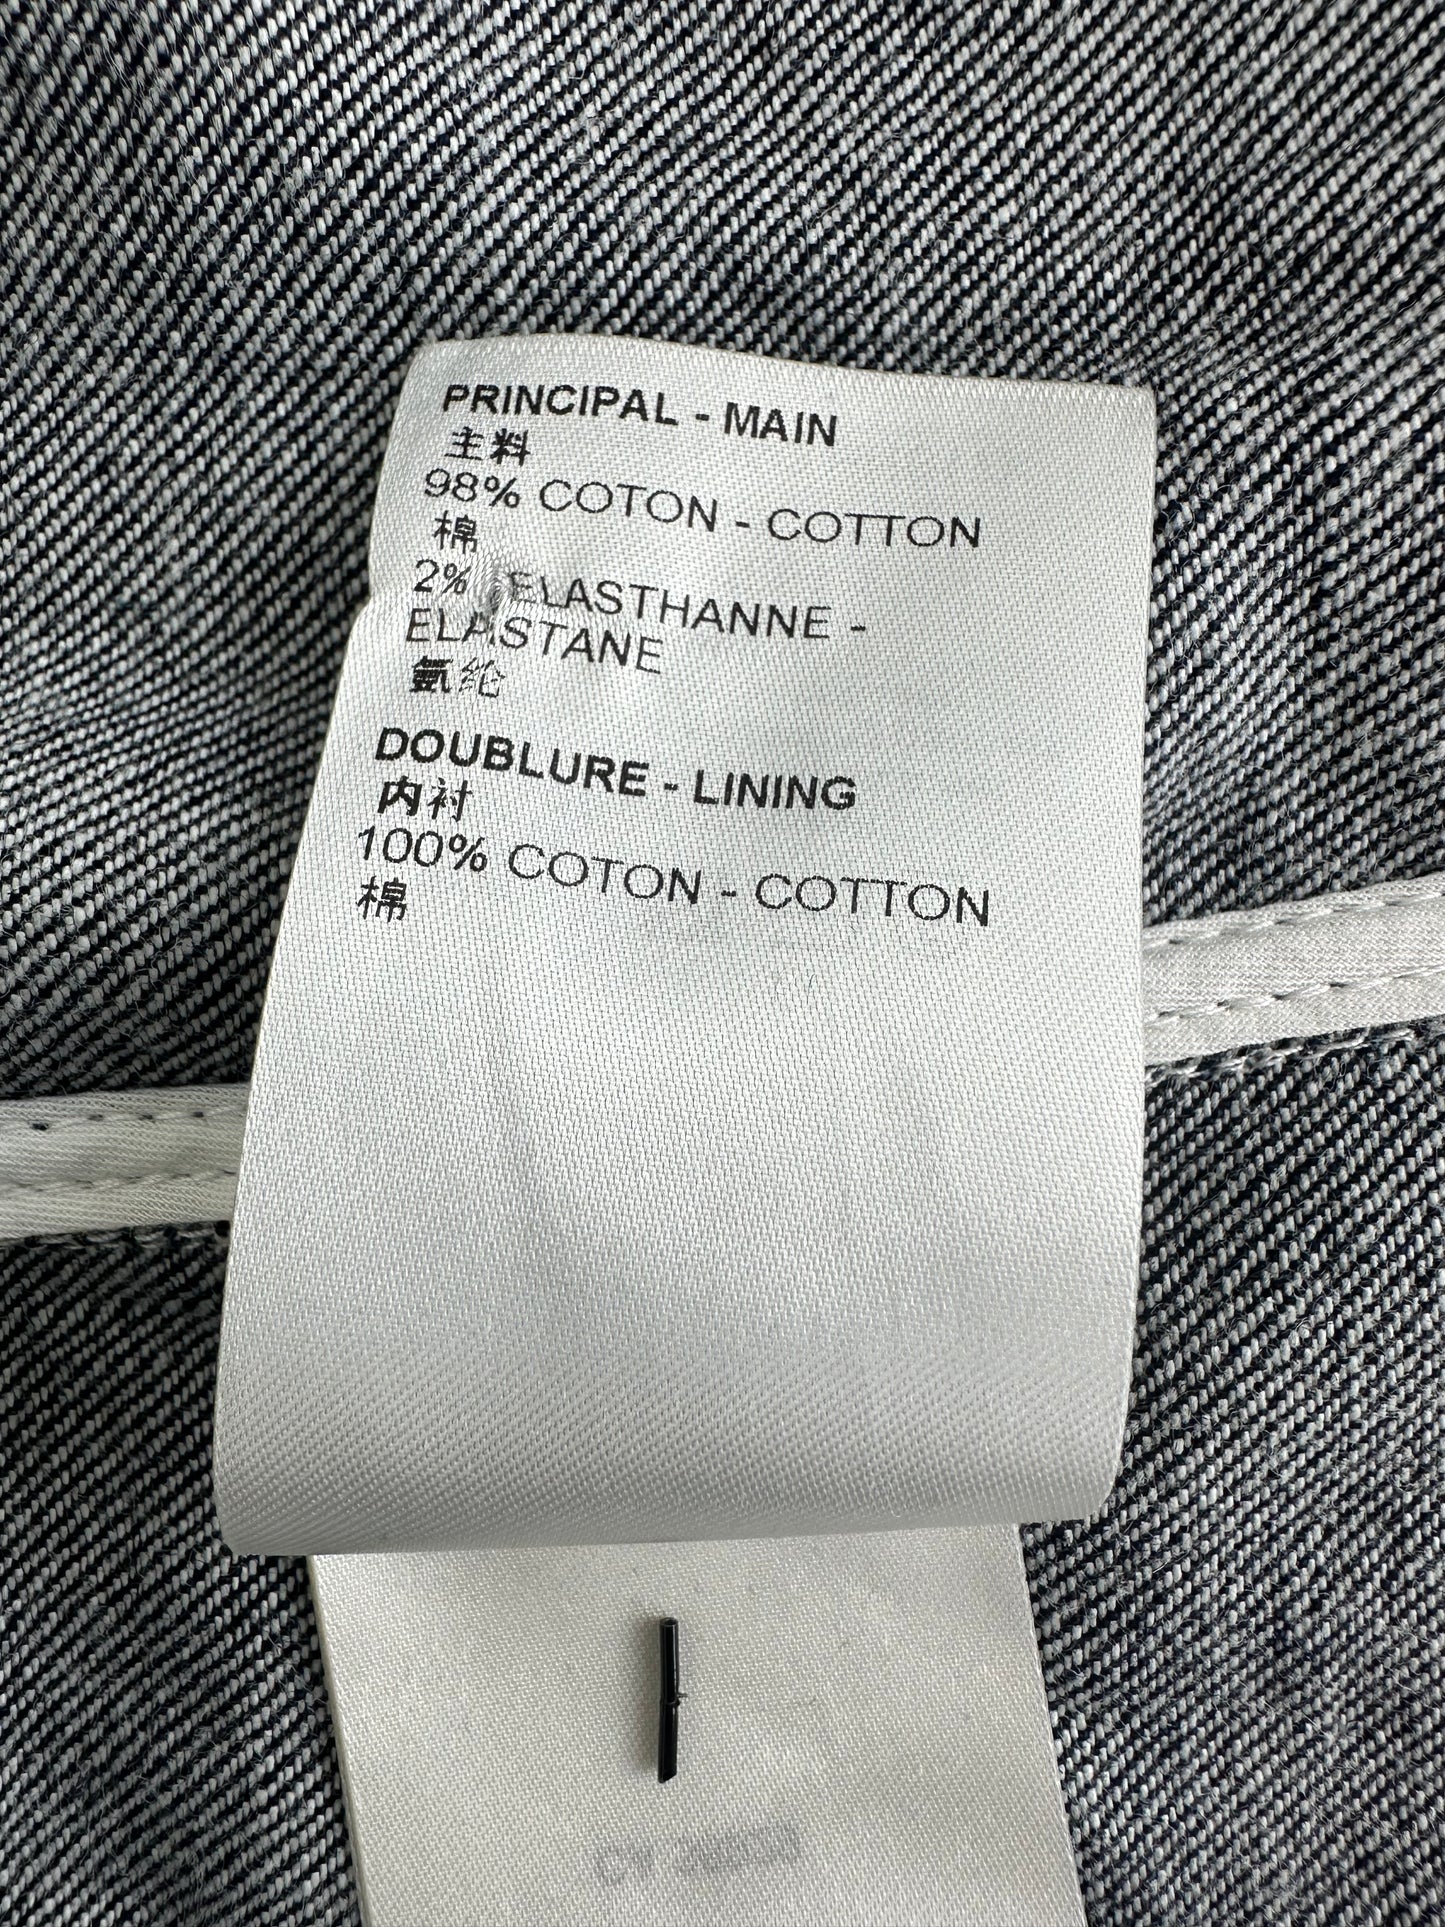 PRINCIPAL - MAIN
主料
98% COTON - COTTON
棉
2% ELASTHANNE -
ELASTANE
氨纶
DOUBLURE - LINING
内衬
100% COTON - COTTON
棉